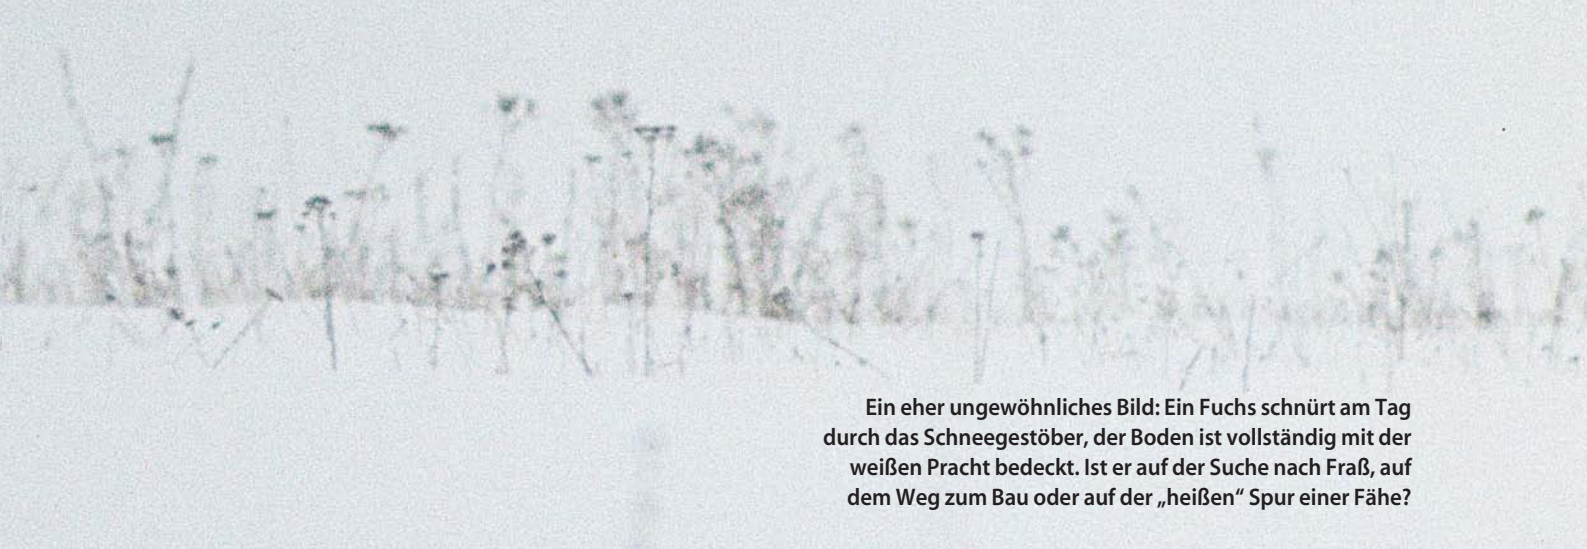 Ein eher ungewöhnliches Bild: Ein Fuchs schnürt am Tag
durch das Schneegestöber, der Boden ist vollständig mit der
weißen Pracht bedeckt. Ist er auf der Suche nach Fraß, auf
dem Weg zum Bau oder auf der „heißen“ Spur einer Fähe?